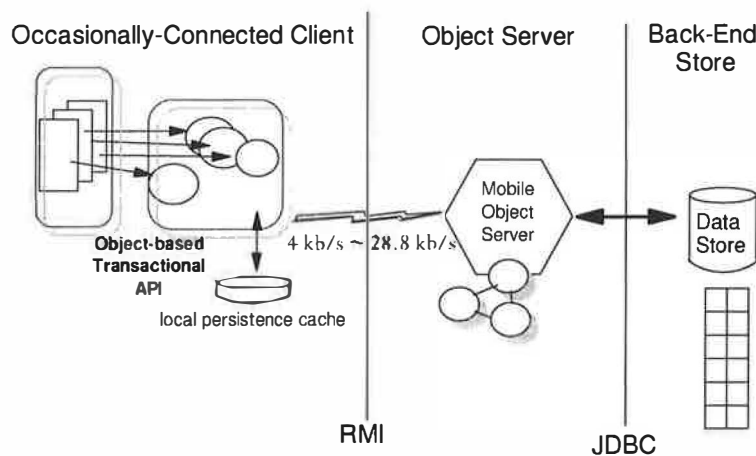 Occasionally-Connected Client
Object Server
Back-End
Store
Mobile
Object
Server
Data
Store
Object-based
Transactional
API
4 kb/s ~ 28.8 kb/s
local persistence cache
RMI
JDBC